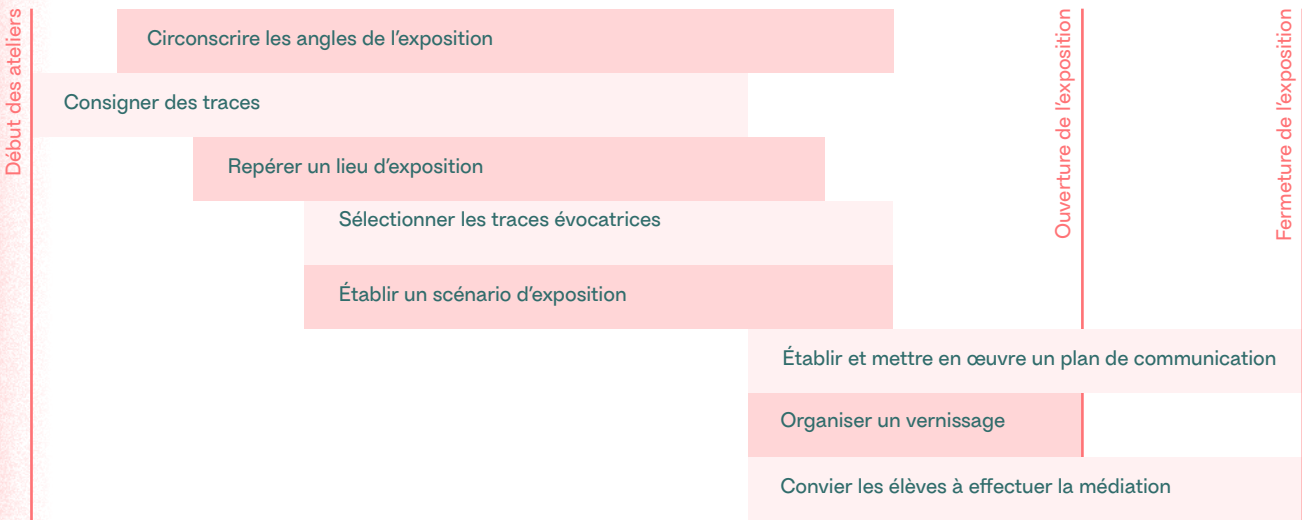 Début des ateliers
Circonscrire les angles de l’exposition
Consigner des traces
Repérer un lieu d’exposition
Sélectionner les traces évocatrices
Établir un scénario d’exposition
Établir et mettre en œuvre un plan de communication
Organiser un vernissage
Convier les élèves à effectuer la médiation
Ouverture de l’exposition
Fermeture de l’exposition